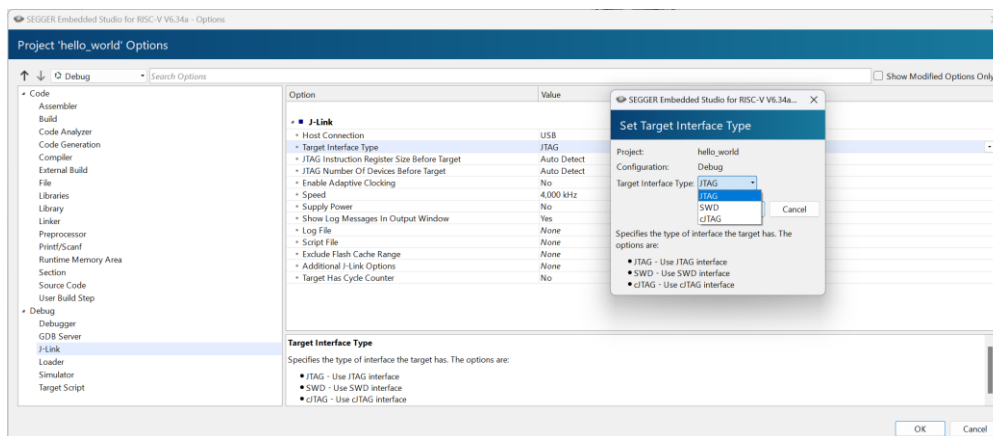 SEGGER Embedded Studio for RISC-V V6.34a - Options
Project 'hello_world' Options
Debug
Search Options
Show Modified Options Only
Code
Assembler
Build
Code Analyzer
Code Generation
Compiler
External Build
File
Libraries
Library
Linker
Preprocessor
Printf/Scanf
Runtime Memory Area
Section
Source Code
User Build Step
Debug
Debugger
GDB Server
J-Link
Loader
Simulator
Target Script
Option Value
J-Link
Host Connection USB
Target Interface Type JTAG
JTAG Instruction Register Size Before Target Auto Detect
JTAG Number Of Devices Before Target Auto Detect
Enable Adaptive Clocking No
Speed 4,000 kHz
Supply Power No
Show Log Messages In Output Window Yes
Log File None
Script File None
Exclude Flash Cache Range None
Additional J-Link Options None
Target Has Cycle Counter No
SEGGER Embedded Studio for RISC-V V6.34a...
Set Target Interface Type
Project: hello_world
Configuration: Debug
Target Interface Type: JTAG
JTAG
SWD
cJTAG
Cancel
Specifies the type of interface the target has. The
options are:
• JTAG - Use JTAG interface
• SWD - Use SWD interface
• cJTAG - Use cJTAG interface
Target Interface Type
Specifies the type of interface the target has. The options are:
• JTAG - Use JTAG interface
• SWD - Use SWD interface
• cJTAG - Use cJTAG interface
OK Cancel